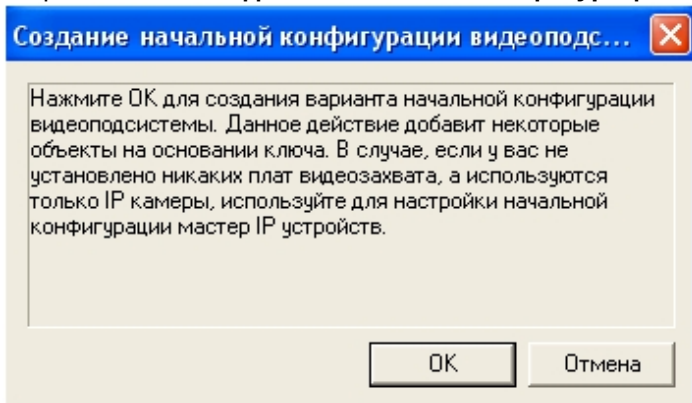 Создание начальной конфигурации видеоподс...
Нажмите ОК для создания варианта начальной конфигурации
видеоподсистемы. Данное действие добавит некоторые
объекты на основании ключа. В случае, если у вас не
установлено никаких плат видеозахвата, а используются
только IP камеры, используйте для настройки начальной
конфигурации мастер IP устройств.
ОК
Отмена